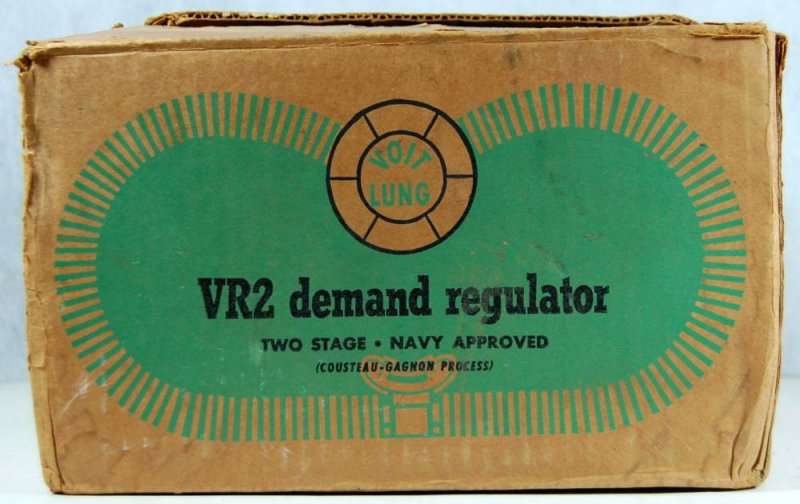 VOIT
LUNG
VR2 demand regulator
TWO STAGE • NAVY APPROVED
(COUSTEAU-GAGNON PROCESS)